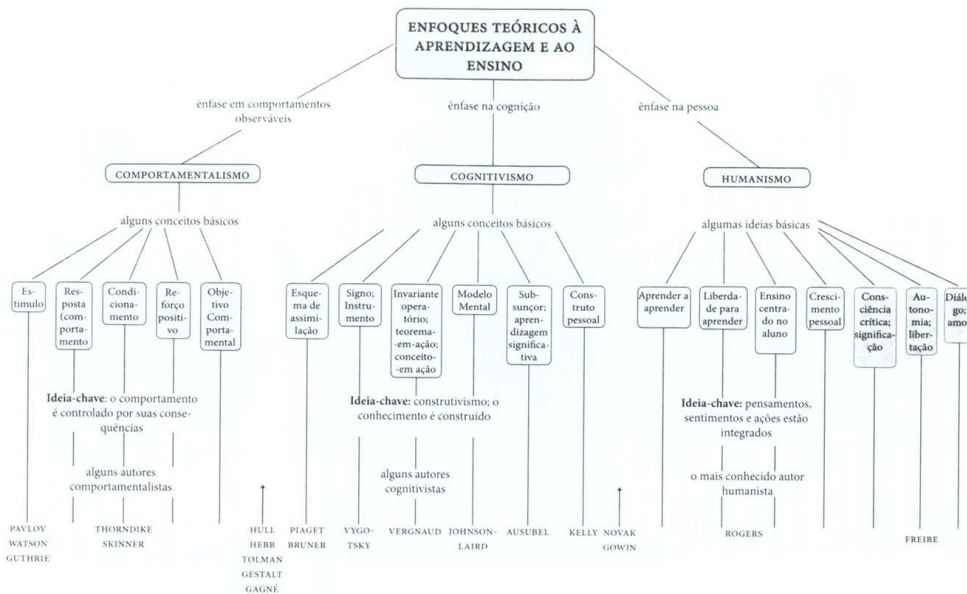 ENFOQUES TEÓRICOS À
APRENDIZAGEM E AO
ENSINO
ênfase em comportamentos
observáveis
ênfase na cognição
ênfase na pessoa
COMPORTAMENTALISMO
COGNITIVISMO
HUMANISMO
alguns conceitos básicos
alguns conceitos básicos
algumas ideias básicas
Es-
tímulo
Res-
posta
(compo-
rtamento
Condi-
ciona-
mento
Re-
forço
positi-
vo
Objetivo
Compor-
tamental
Esque-
ma de
assimi-
lação
Signo;
Instru-
mento
Invariante
opera-
tório;
teorema-
-em-ação;
conceito-
-em ação
Modelo
Mental
Sub-
sunçor;
apren-
dizagem
significa-
tiva
Cons-
truto
pessoal
Aprender a
aprender
Liberda-
de para
aprender
Ensino
centra-
do no
aluno
Cresci-
mento
pessoal
Cons-
ciência
crítica;
significa-
ção
Au-
tono-
mia;
liber-
tação
Diálo-
go;
amo
Ideia-chave: o comportamento
é controlado por suas conse-
quências
Ideia-chave: construtivismo; o
conhecimento é construído
Ideia-chave: pensamentos,
sentimentos e ações estão
integrados
alguns autores
comportamentalistas
alguns autores
cognitivistas
o mais conhecido autor
humanista
PAVLOV
WATSON
GUTHRIE
THORNDIKE
SKINNER
HULL
HEBB
TOLMAN
GESTALT
GAGNÉ
PIAGET
BRUNER
VYGO-
TSKY
VERGNAUD
JOHNSON-
LAIRD
AUSUBEL
KELLY
NOVAK
GOWIN
ROGERS
FREIRE